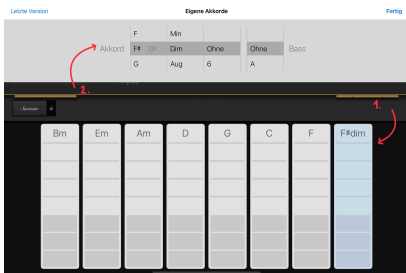 Letzte Version Eigene Akkorde Fertig
F Min
Akkord F# G♭ Dim Ohne Ohne Bass
G Aug 6 A
2.
1.
Bm Em Am D G C F F#dim